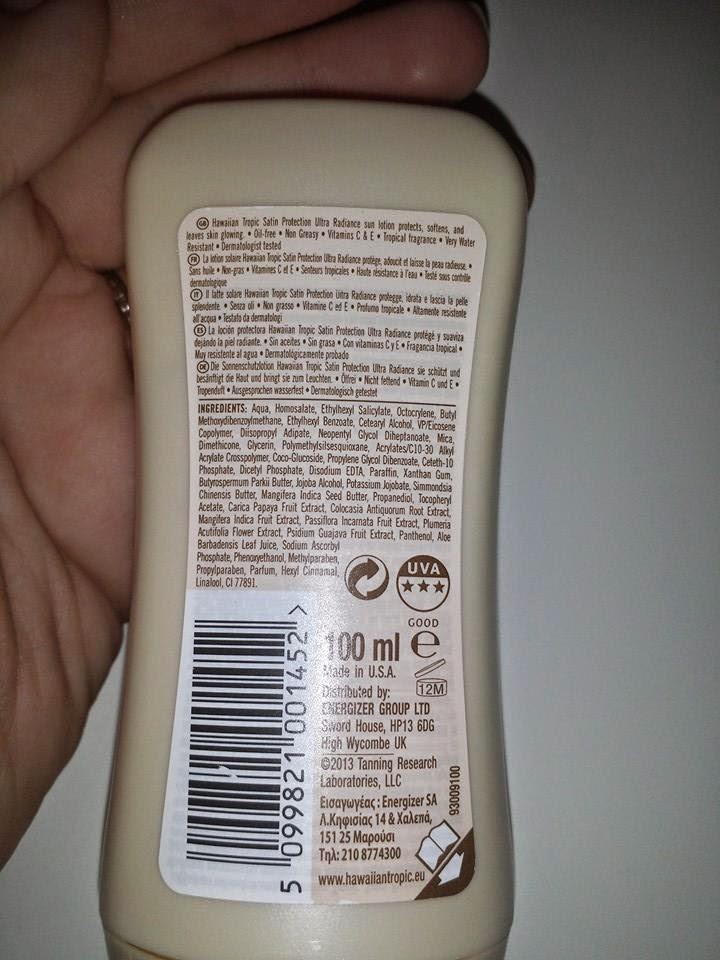 GB Hawaiian Tropic Satin Protection Ultra Radiance sun lotion protects, softens, and
leaves skin glowing. • Oil-free • Non Greasy • Vitamins C & E • Tropical fragrance • Very Water
Resistant • Dermatologist tested
FR La lotion solaire Hawaiian Tropic Satin Protection Ultra Radiance protège, adoucit et laisse la peau radieuse. •
Sans huile • Non-gras • Vitamines C et E • Senteurs tropicales • Haute résistance à l'eau • Testé sous contrôle
dermatologique
IT Il latte solare Hawaiian Tropic Satin Protection Ultra Radiance protegge, idrata e lascia la pelle
splendente. • Senza oli • Non grasso • Vitamine C ed E • Profumo tropicale • Altamente resistente
all'acqua • Testato da dermatologi
ES La loción protectora Hawaiian Tropic Satin Protection Ultra Radiance protégé y suaviza
dejándo la piel radiante. • Sin aceites • Sin grasa • Con vitaminas C y E • Fragancia tropical •
Muy resistente al agua • Dermatológicamente probado
DE Die Sonnenschutzlotion Hawaiian Tropic Satin Protection Ultra Radiance sie schützt und
besänftigt die Haut und bringt sie zum Leuchten. • Ölfrei • Nicht fettend • Vitamin C und E •
Tropenduft • Ausgesprochen wasserfest • Dermatologisch getestet
INGREDIENTS: Aqua, Homosalate, Ethylhexyl Salicylate, Octocrylene, Butyl
Methoxydibenzoylmethane, Ethylhexyl Benzoate, Cetearyl Alcohol, VP/Eicosene
Copolymer, Diisopropyl Adipate, Neopentyl Glycol Diheptanoate, Mica,
Dimethicone, Glycerin, Polymethylsilsesquioxane, Acrylates/C10-30 Alkyl
Acrylate Crosspolymer, Coco-Glucoside, Propylene Glycol Dibenzoate, Ceteth-10
Phosphate, Dicetyl Phosphate, Disodium EDTA, Paraffin, Xanthan Gum,
Butyrospermum Parkii Butter, Jojoba Alcohol, Potassium Jojobate, Simmondsia
Chinensis Butter, Mangifera Indica Seed Butter, Propanediol, Tocopheryl
Acetate, Carica Papaya Fruit Extract, Colocasia Antiquorum Root Extract,
Mangifera Indica Fruit Extract, Passiflora Incarnata Fruit Extract, Plumeria
Acutifolia Flower Extract, Psidium Guajava Fruit Extract, Panthenol, Aloe
Barbadensis Leaf Juice, Sodium Ascorbyl
Phosphate, Phenoxyethanol, Methylparaben,
Propylparaben, Parfum, Hexyl Cinnamal,
Linalool, CI 77891.
UVA
★★★
GOOD
100 ml e
Made in U.S.A.
12M
Distributed by:
ENERGIZER GROUP LTD
Sword House, HP13 6DG
High Wycombe UK
©2013 Tanning Research
Laboratories, LLC
Εισαγωγέας : Energizer SA
Λ.Κηφισίας 14 & Χαλεπά,
151 25 Μαρούσι
Τηλ: 210 8774300
www.hawaiiantropic.eu
93009100
5 099821 001452 >